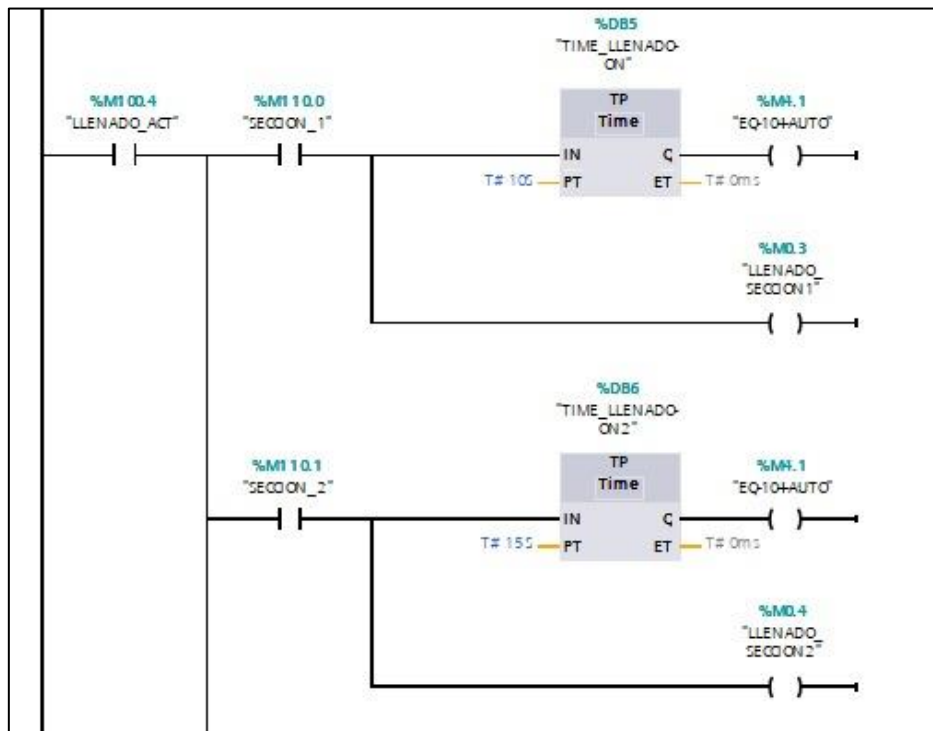 %DB5
"TIME_LLENADO-
ON"
%M100.4
"LLENADO_ACT"
%M110.0
"SECCION_1"
TP
Time
%M4.1
"EQ-104-AUTO"
IN
Q
T# 10S
PT
ET
T# 0ms
%M0.3
"LLENADO_
SECCION1"
%DB6
"TIME_LLENADO-
ON2"
%M110.1
"SECCION_2"
TP
Time
%M4.1
"EQ-104-AUTO"
IN
Q
T# 15S
PT
ET
T# 0ms
%M0.4
"LLENADO_
SECCION2"